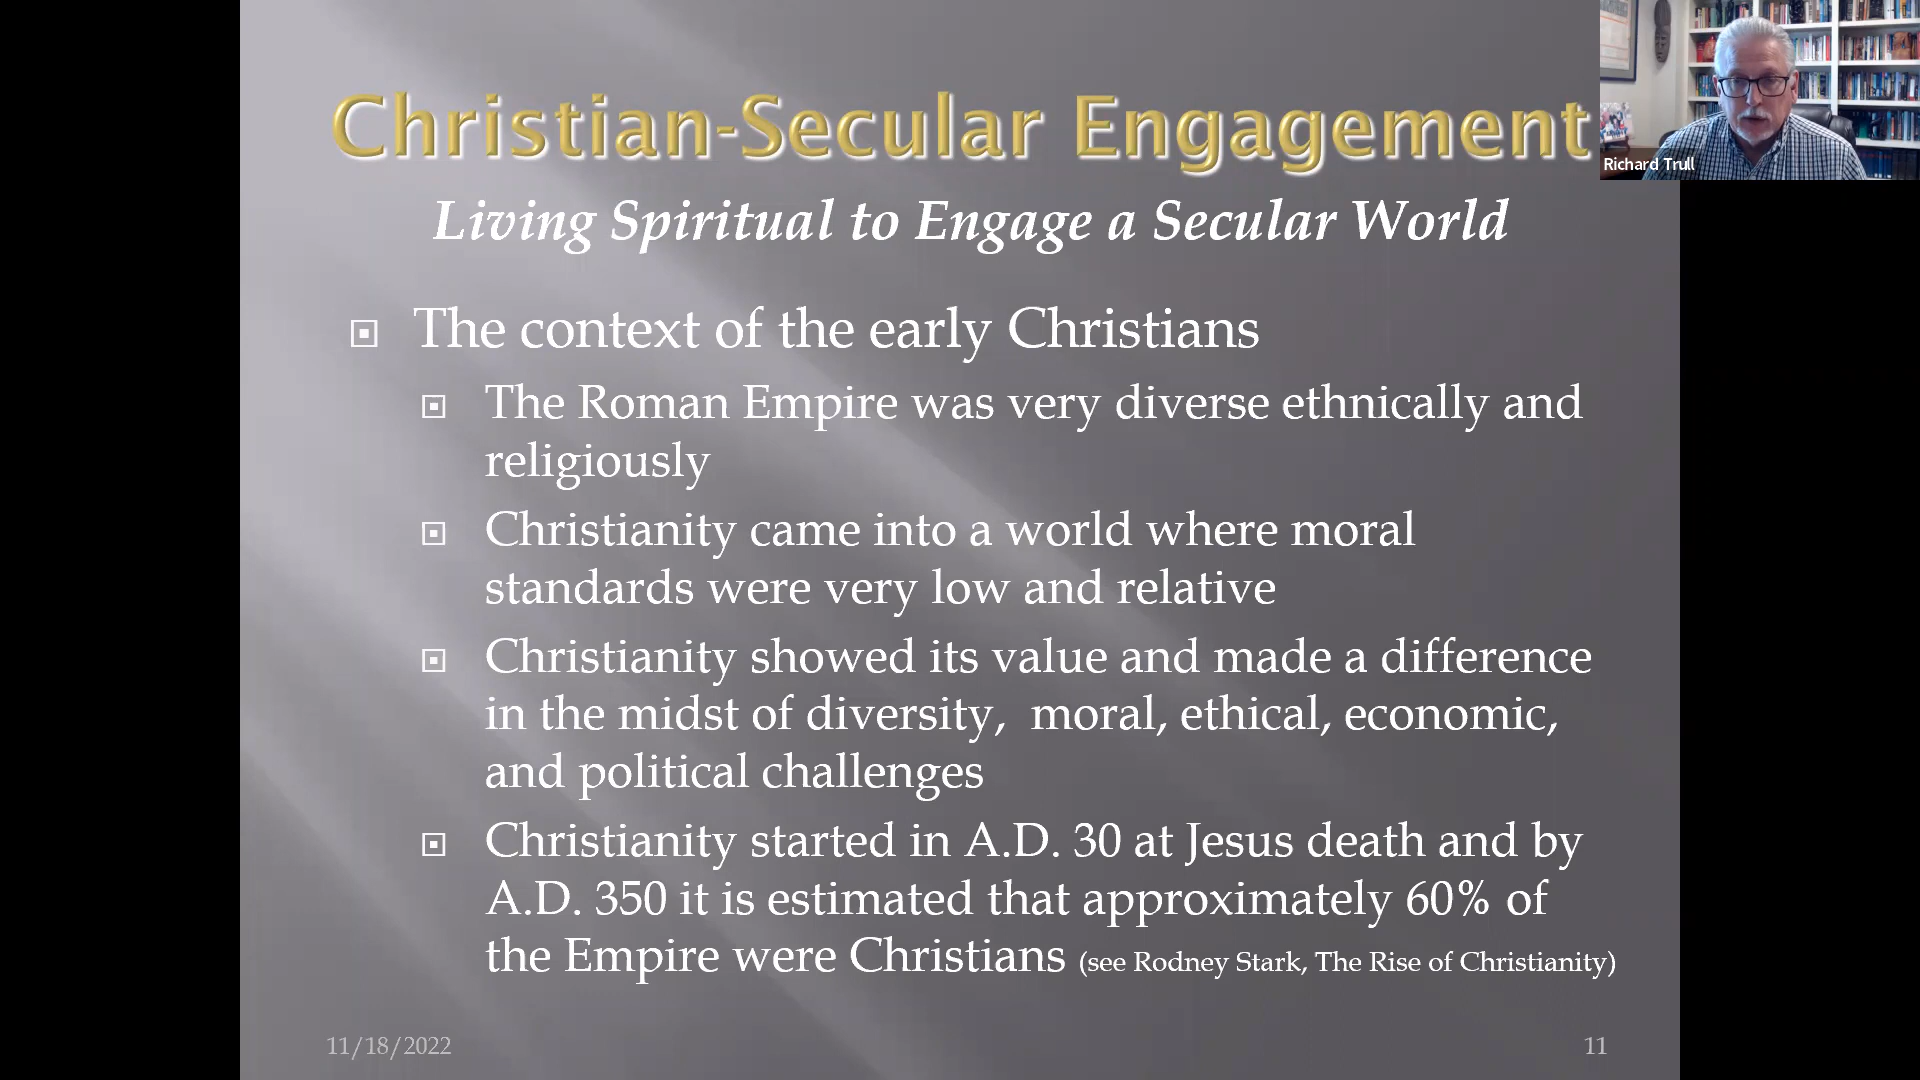 Christian-Secular Engagement
Richard Trull
Living Spiritual to Engage a Secular World
The context of the early Christians
The Roman Empire was very diverse ethnically and
religiously
Christianity came into a world where moral
standards were very low and relative
Christianity showed its value and made a difference
in the midst of diversity,  moral, ethical, economic,
and political challenges
Christianity started in A.D. 30 at Jesus death and by
A.D. 350 it is estimated that approximately 60% of
the Empire were Christians (see Rodney Stark, The Rise of Christianity)
11/18/2022
11